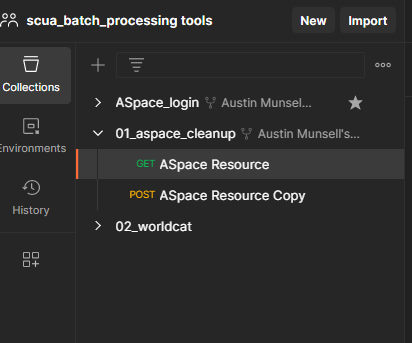 scua_batch_processing tools New Import
Collections
ASpace_login Austin Munsel...
01_aspace_cleanup Austin Munsell's...
Environments
GET ASpace Resource
History
POST ASpace Resource Copy
02_worldcat